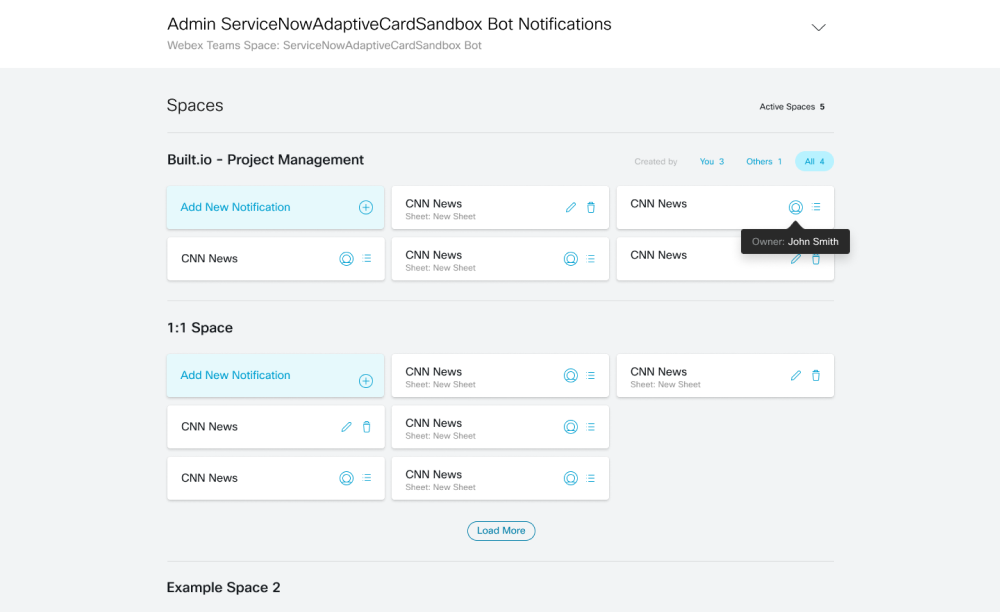 Admin ServiceNowAdaptiveCardSandbox Bot Notifications
Webex Teams Space: ServiceNowAdaptiveCardSandbox Bot
Spaces
Active Spaces 5
Built.io - Project Management
Created by You 3 Others 1 All 4
Add New Notification
CNN News
Sheet: New Sheet
CNN News
Owner: John Smith
CNN News
CNN News
Sheet: New Sheet
CNN News
1:1 Space
Add New Notification
CNN News
Sheet: New Sheet
CNN News
Sheet: New Sheet
CNN News
CNN News
Sheet: New Sheet
CNN News
CNN News
Sheet: New Sheet
Load More
Example Space 2